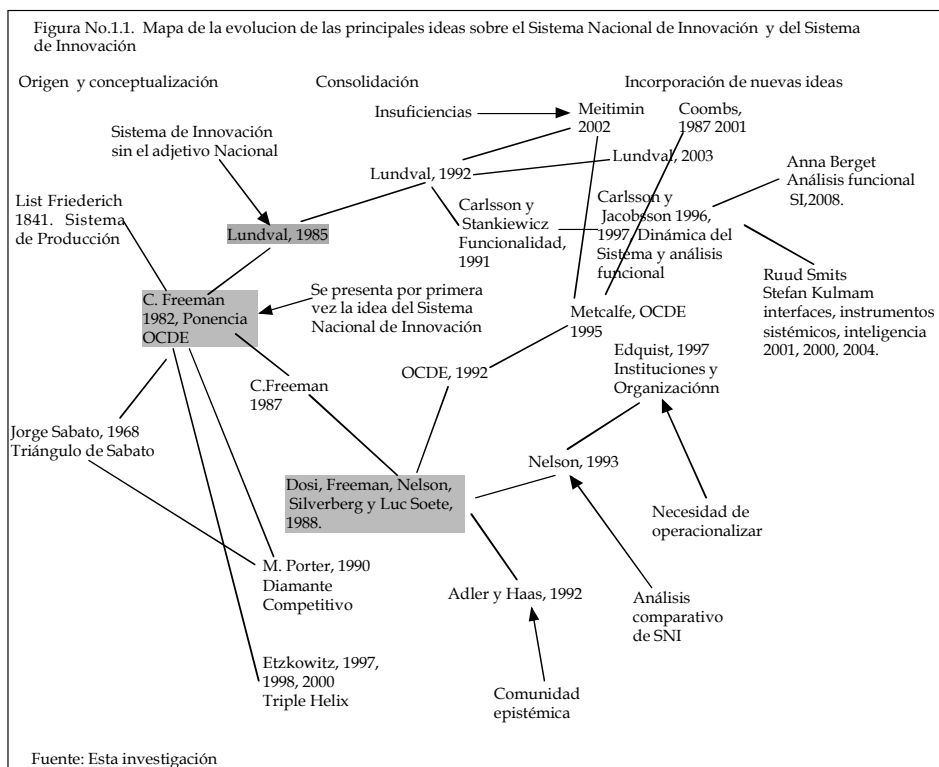 Figura No.1.1. Mapa de la evolucion de las principales ideas sobre el Sistema Nacional de Innovación y del Sistema
de Innovación
Origen y conceptualización
Consolidación
Incorporación de nuevas ideas
Insuficiencias
Meitimin
2002
Coombs,
1987 2001
Sistema de Innovación
sin el adjetivo Nacional
Lundval, 1992
Lundval, 2003
Anna Berget
Análisis funcional
SI,2008.
List Friederich
1841. Sistema
de Producción
Lundval, 1985
Carlsson y
Stankiewicz
Funcionalidad,
1991
Carlsson y
Jacobsson 1996,
1997, Dinámica del
Sistema y análisis
funcional
Ruud Smits
Stefan Kulmam
interfaces, instrumentos
sistémicos, inteligencia
2001, 2000, 2004.
C. Freeman
1982, Ponencia
OCDE
Se presenta por primera
vez la idea del Sistema
Nacional de Innovación
Metcalfe, OCDE
1995
C.Freeman
1987
OCDE, 1992
Edquist, 1997
Instituciones y
Organizaciónn
Jorge Sabato, 1968
Triángulo de Sabato
Dosi, Freeman, Nelson,
Silverberg y Luc Soete,
1988.
Nelson, 1993
Necesidad de
operacionalizar
M. Porter, 1990
Diamante
Competitivo
Adler y Haas, 1992
Análisis
comparativo
de SNI
Etzkowitz, 1997,
1998, 2000
Triple Helix
Comunidad
epistémica
Fuente: Esta investigación